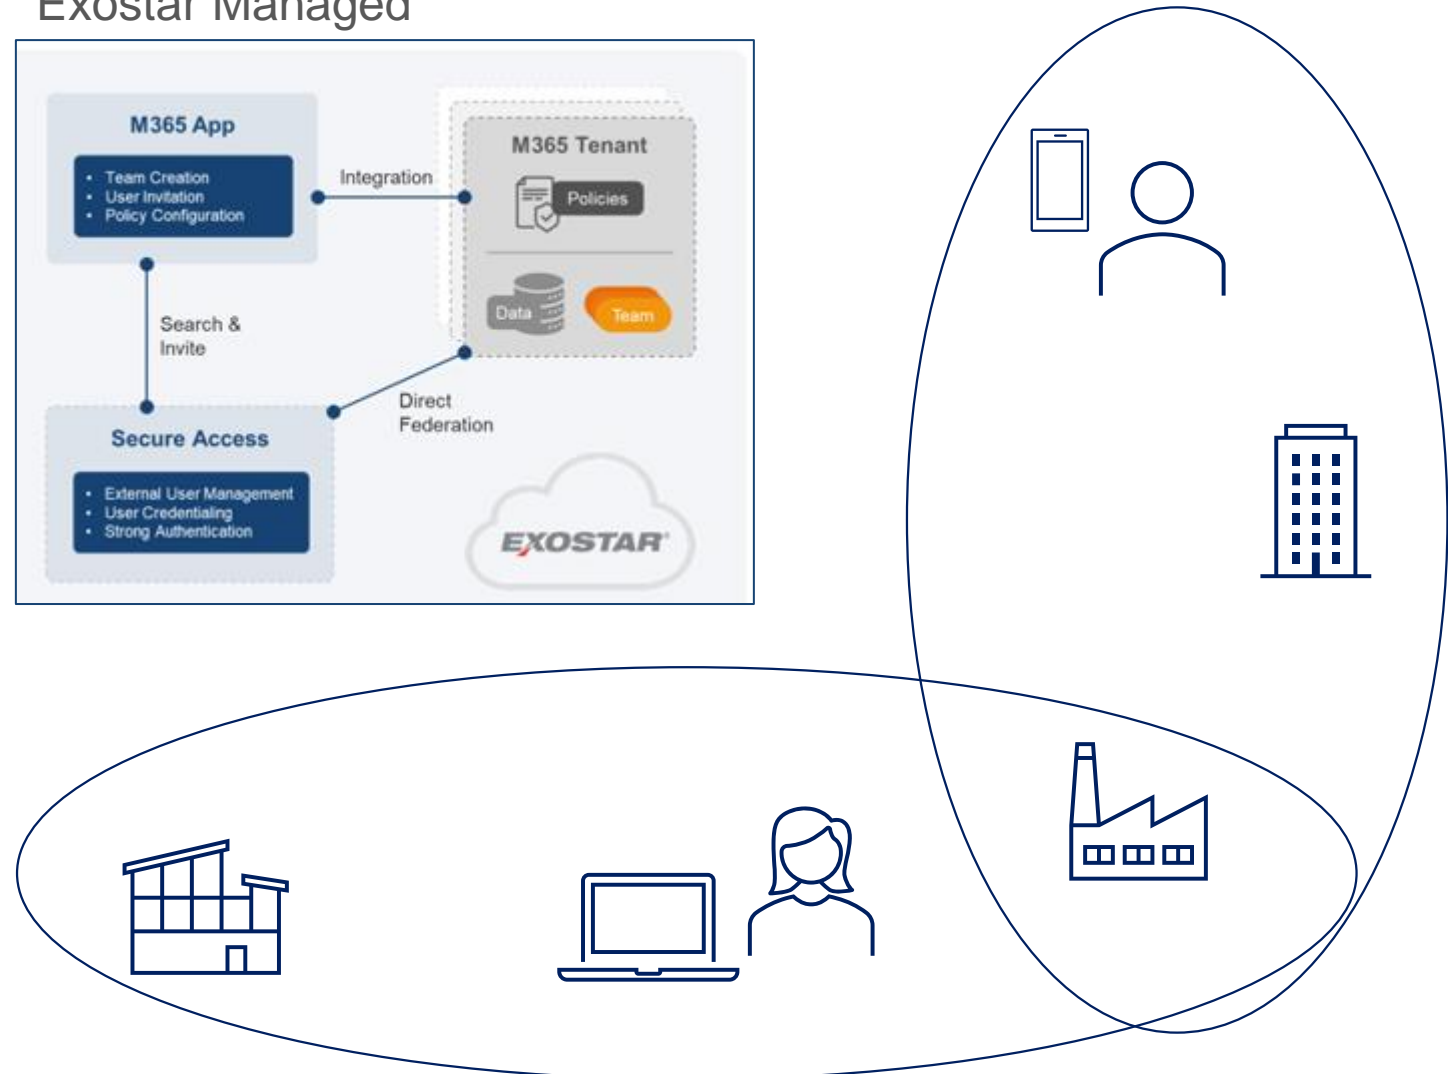 Exostar Managed
M365 App
• Team Creation
• User Invitation
• Policy Configuration
Integration
M365 Tenant
Policies
Data
Team
Search &
Invite
Direct
Federation
Secure Access
• External User Management
• User Credentialing
• Strong Authentication
EXOSTAR®